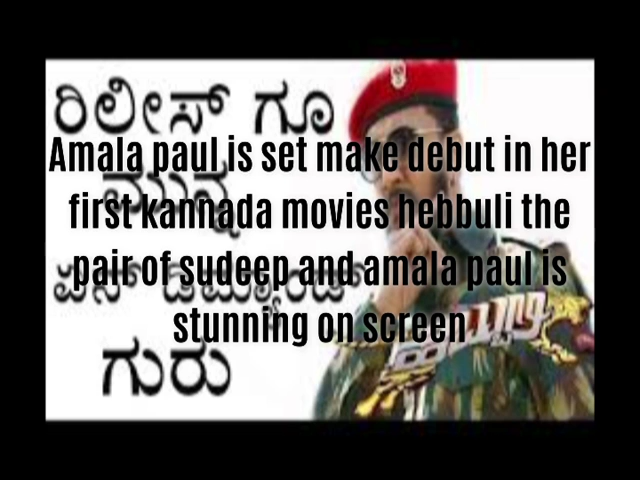 ರಿಲೀಸ್ ಗೂ
Amala paul is set make debut in her
ಮುನ್ನ
first kannada movies hebbuli the
pair of sudeep and amala paul is
ಏನ್ ಡಿಮ್ಯಾಂಡ್
stunning on screen
ಹೆಬ್ಬುಲಿ
ಗುರು